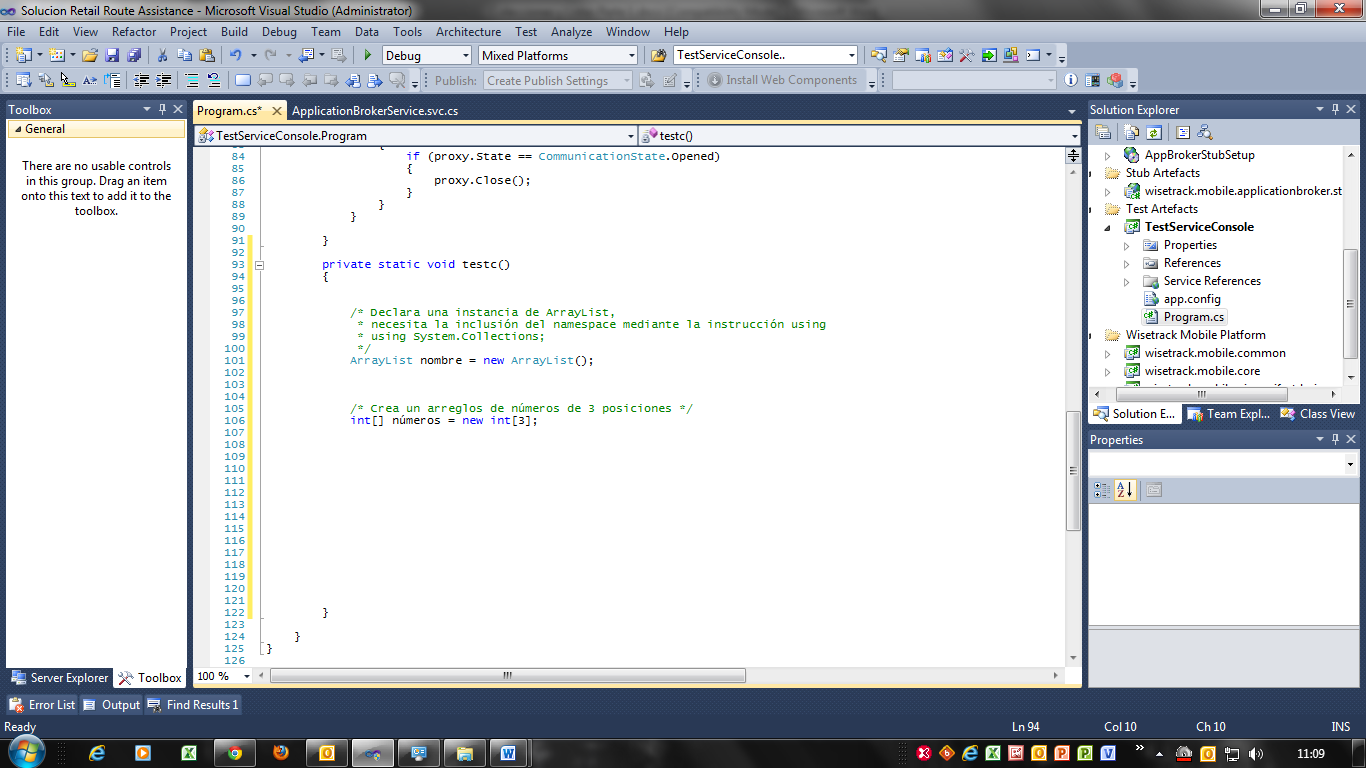 Solucion Retail Route Assistance - Microsoft Visual Studio (Administrator)
File Edit View Refactor Project Build Debug Team Data Tools Architecture Test Analyze Window Help
Debug Mixed Platforms TestServiceConsole..
Publish: Create Publish Settings Install Web Components
Toolbox
General
There are no usable controls
in this group. Drag an item
onto this text to add it to the
toolbox.
Server Explorer Toolbox
Program.cs* ApplicationBrokerService.svc.cs
TestServiceConsole.Program testc()
{
84 if (proxy.State == CommunicationState.Opened)
85 {
86 proxy.Close();
87 }
88 }
89 }
90
91 }
92
93 private static void testc()
94 {
95
96
97 /* Declara una instancia de ArrayList,
98 * necesita la inclusión del namespace mediante la instrucción using
99 * using System.Collections;
100 */
101 ArrayList nombre = new ArrayList();
102
103
104
105 /* Crea un arreglos de números de 3 posiciones */
106 int[] números = new int[3];
107
108
109
110
111
112
113
114
115
116
117
118
119
120
121
122 }
123
124 }
125 }
126
100 %
Solution Explorer
AppBrokerStubSetup
Stub Artefacts
wisetrack.mobile.applicationbroker.st
Test Artefacts
TestServiceConsole
Properties
References
Service References
app.config
Program.cs
Wisetrack Mobile Platform
wisetrack.mobile.common
wisetrack.mobile.core
Solution E... Team Expl... Class View
Properties
Error List Output Find Results 1
Ready Ln 94 Col 10 Ch 10 INS
11:09